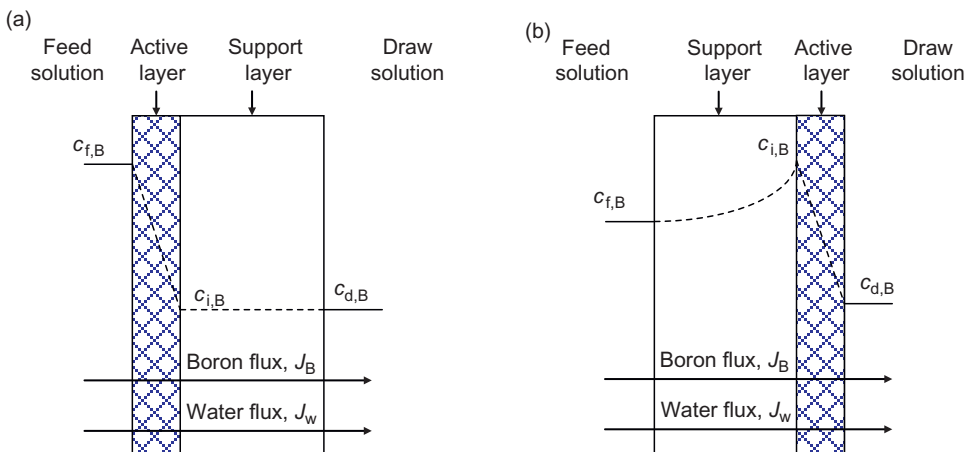 (a)
Feed solution
Active layer
Support layer
Draw solution
c_f,B
c_i,B
c_d,B
Boron flux, J_B
Water flux, J_w
(b)
Feed solution
Support layer
Active layer
Draw solution
c_i,B
c_f,B
c_d,B
Boron flux, J_B
Water flux, J_w